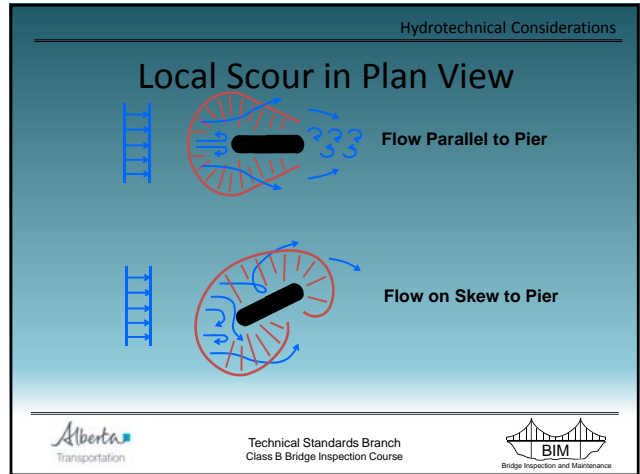 Hydrotechnical Considerations
Local Scour in Plan View
Flow Parallel to Pier
Flow on Skew to Pier
Alberta
Transportation
Technical Standards Branch
Class B Bridge Inspection Course
BIM
Bridge Inspection and Maintenance